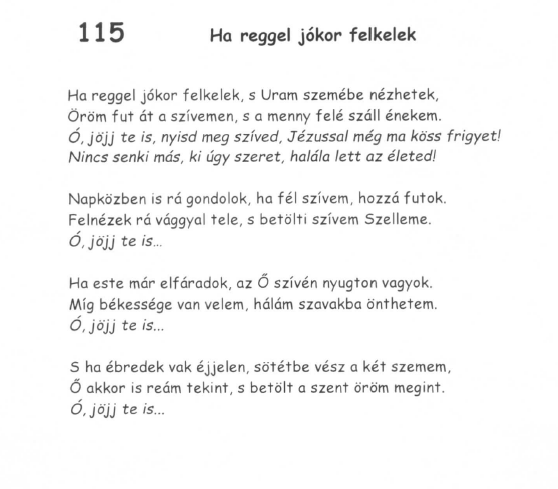 115
Ha reggel jókor felkelek
Ha reggel jókor felkelek, s Uram szemébe nézhetek,
Öröm fut át a szívemen, s a menny felé száll énekem.
Ó, jöjj te is, nyisd meg szíved, Jézussal még ma köss frigyet!
Nincs senki más, ki úgy szeret, halála lett az életed!
Napközben is rá gondolok, ha fél szívem, hozzá futok.
Felnézek rá vággyal tele, s betölti szívem Szelleme.
Ó, jöjj te is...
Ha este már elfáradok, az Ő szívén nyugton vagyok.
Míg békessége van velem, hálám szavakba önthetem.
Ó, jöjj te is...
S ha ébredek vak éjjelen, sötétbe vész a két szemem,
Ő akkor is reám tekint, s betölt a szent öröm megint.
Ó, jöjj te is...